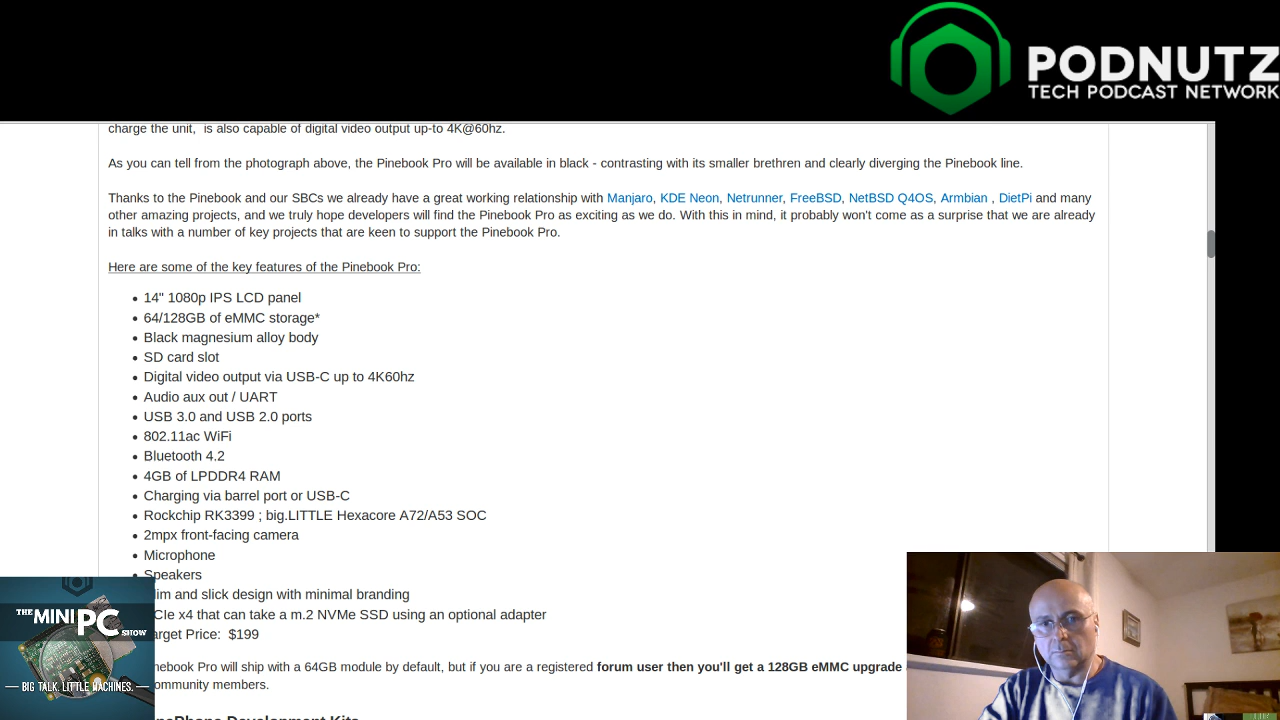 PODNUTZ
TECH PODCAST NETWORK
charge the unit, is also capable of digital video output up-to 4K@60hz.
As you can tell from the photograph above, the Pinebook Pro will be available in black - contrasting with its smaller brethren and clearly diverging the Pinebook line.
Thanks to the Pinebook and our SBCs we already have a great working relationship with Manjaro, KDE Neon, Netrunner, FreeBSD, NetBSD Q4OS, Armbian , DietPi and many
other amazing projects, and we truly hope developers will find the Pinebook Pro as exciting as we do. With this in mind, it probably won't come as a surprise that we are already
in talks with a number of key projects that are keen to support the Pinebook Pro.
Here are some of the key features of the Pinebook Pro:
14" 1080p IPS LCD panel
64/128GB of eMMC storage*
Black magnesium alloy body
SD card slot
Digital video output via USB-C up to 4K60hz
Audio aux out / UART
USB 3.0 and USB 2.0 ports
802.11ac WiFi
Bluetooth 4.2
4GB of LPDDR4 RAM
Charging via barrel port or USB-C
Rockchip RK3399 ; big.LITTLE Hexacore A72/A53 SOC
2mpx front-facing camera
Microphone
Speakers
im and slick design with minimal branding
CIe x4 that can take a m.2 NVMe SSD using an optional adapter
arget Price: $199
nebook Pro will ship with a 64GB module by default, but if you are a registered forum user then you'll get a 128GB eMMC upgrade
ommunity members.
THE MINI PC SHOW
BIG TALK. LITTLE MACHINES.